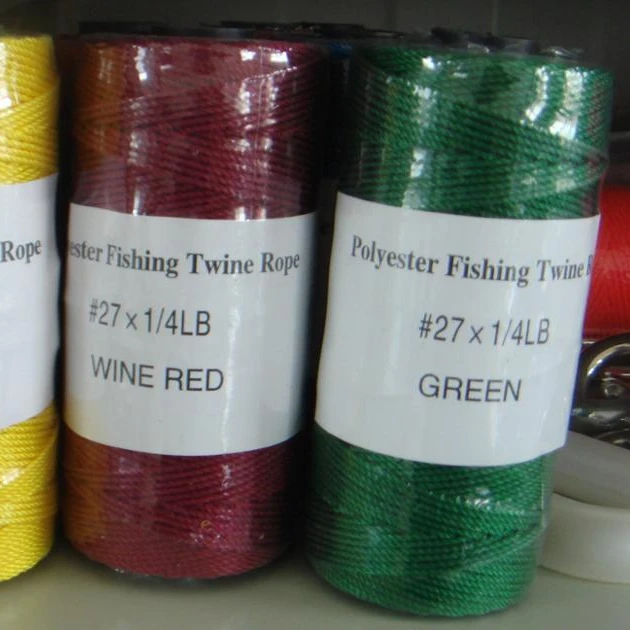 Rope
ester Fishing Twine Rope
#27 x 1/4LB
WINE RED
Polyester Fishing Twine R
#27 x 1/4LB
GREEN